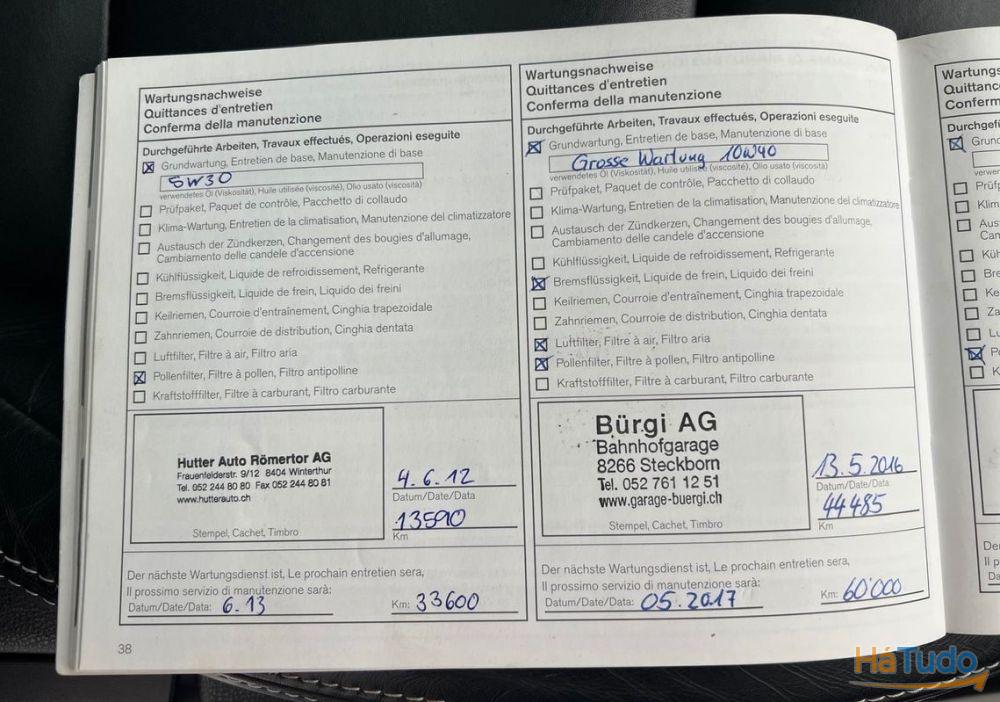 Wartungsnachweise
Quittances d'entretien
Conferma della manutenzione
Durchgeführte Arbeiten, Travaux effectués, Operazioni eseguite
Grundwartung, Entretien de base, Manutenzione di base
5W30
verwendetes Öl (Viskosität), Huile utilisée (viscosité), Olio usato (viscosità)
Prüfpaket, Paquet de contrôle, Pacchetto di collaudo
Klima-Wartung, Entretien de la climatisation, Manutenzione del climatizzatore
Austausch der Zündkerzen, Changement des bougies d'allumage,
Cambiamento delle candele d'accensione
Kühlflüssigkeit, Liquide de refroidissement, Refrigerante
Bremsflüssigkeit, Liquide de frein, Liquido dei freini
Keilriemen, Courroie d'entraînement, Cinghia trapezoidale
Zahnriemen, Courroie de distribution, Cinghia dentata
Luftfilter, Filtre à air, Filtro aria
Pollenfilter, Filtre à pollen, Filtro antipolline
Kraftstofffilter, Filtre à carburant, Filtro carburante
Hutter Auto Römertor AG
Frauenfelderstr. 9/12 8404 Winterthur
Tel. 052 244 80 80 Fax 052 244 80 81
www.hutterauto.ch
Stempel, Cachet, Timbro
4.6.12
Datum/Date/Data
13590
Km
Der nächste Wartungsdienst ist, Le prochain entretien sera,
Il prossimo servizio di manutenzione sarà:
Datum/Date/Data: 6.13 Km: 33600
38
Wartungsnachweise
Quittances d'entretien
Conferma della manutenzione
Durchgeführte Arbeiten, Travaux effectués, Operazioni eseguite
Grundwartung, Entretien de base, Manutenzione di base
Grosse Wartung 10W40
verwendetes Öl (Viskosität), Huile utilisée (viscosité), Olio usato (viscosità)
Prüfpaket, Paquet de contrôle, Pacchetto di collaudo
Klima-Wartung, Entretien de la climatisation, Manutenzione del climatizzatore
Austausch der Zündkerzen, Changement des bougies d'allumage,
Cambiamento delle candele d'accensione
Kühlflüssigkeit, Liquide de refroidissement, Refrigerante
Bremsflüssigkeit, Liquide de frein, Liquido dei freini
Keilriemen, Courroie d'entraînement, Cinghia trapezoidale
Zahnriemen, Courroie de distribution, Cinghia dentata
Luftfilter, Filtre à air, Filtro aria
Pollenfilter, Filtre à pollen, Filtro antipolline
Kraftstofffilter, Filtre à carburant, Filtro carburante
Bürgi AG
Bahnhofgarage
8266 Steckborn
Tel. 052 761 12 51
www.garage-buergi.ch
Stempel, Cachet, Timbro
13.5.2016
Datum/Date/Data
44485
Km
Der nächste Wartungsdienst ist, Le prochain entretien sera,
Il prossimo servizio di manutenzione sarà:
Datum/Date/Data: 05.2017 Km: 60'000
HáTudo